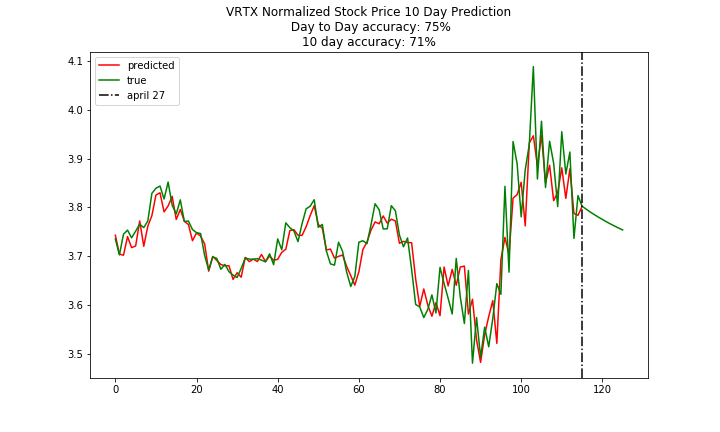 VRTX Normalized Stock Price 10 Day Prediction
Day to Day accuracy: 75%
10 day accuracy: 71%
predicted
true
april 27
4.1
4.0
3.9
3.8
3.7
3.6
3.5
0 20 40 60 80 100 120